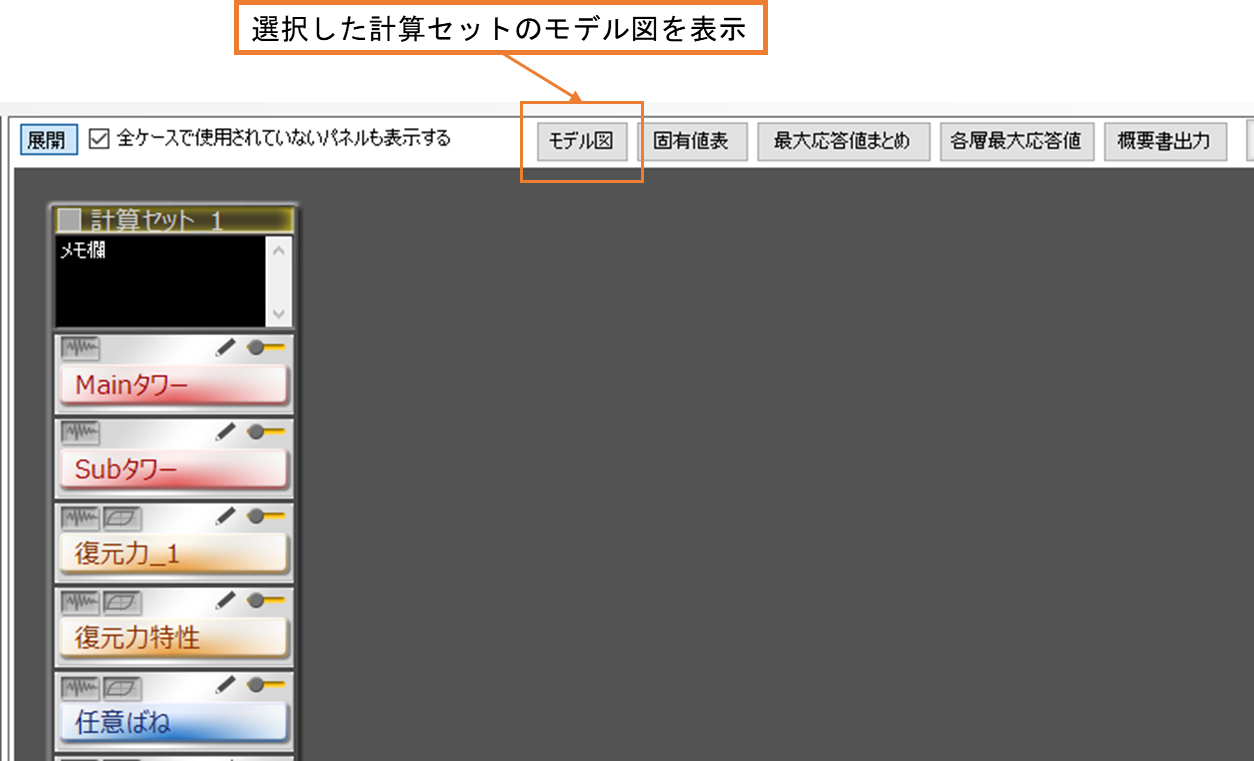 選択した計算セットのモデル図を表示
展開 全ケースで使用されていないパネルも表示する モデル図 固有値表 最大応答値まとめ 各層最大応答値 概要書出力
計算セット 1
メモ欄
Mainタワー
Subタワー
復元力_1
復元力特性
任意ばね